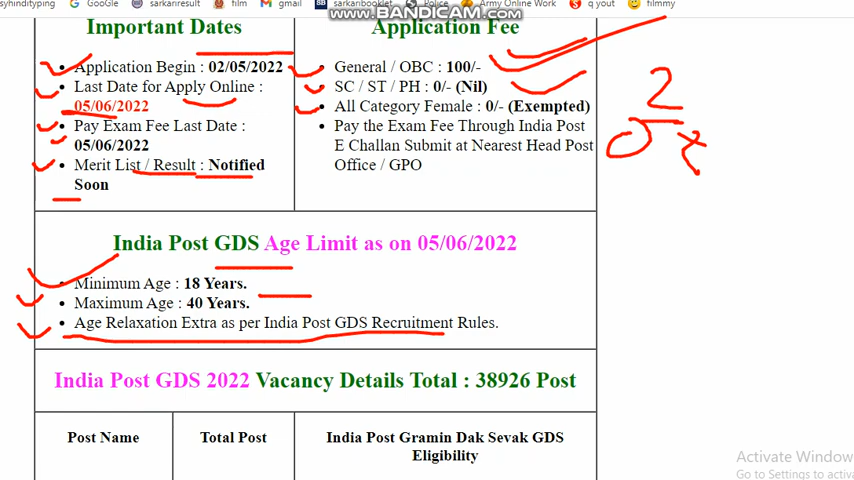 syhindityping G Google sarkariresult film gmail BB sarkaribooklet Police Army Online Work q yout filmmy
www.BANDICAM.com
Important Dates
Application Begin : 02/05/2022
Last Date for Apply Online :
05/06/2022
Pay Exam Fee Last Date :
05/06/2022
Merit List / Result : Notified
Soon
Application Fee
General / OBC : 100/-
SC / ST / PH : 0/- (Nil)
All Category Female : 0/- (Exempted)
Pay the Exam Fee Through India Post
E Challan Submit at Nearest Head Post
Office / GPO
2
India Post GDS Age Limit as on 05/06/2022
Minimum Age : 18 Years.
Maximum Age : 40 Years.
Age Relaxation Extra as per India Post GDS Recruitment Rules.
India Post GDS 2022 Vacancy Details Total : 38926 Post
Post Name
Total Post
India Post Gramin Dak Sevak GDS
Eligibility
Activate Window
Go to Settings to activa